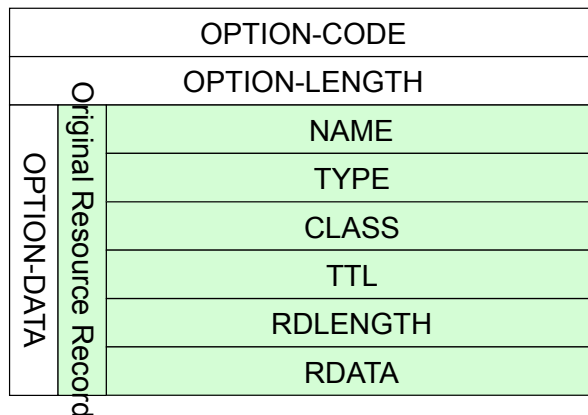 OPTION-CODE
OPTION-LENGTH
OPTION-DATA
Original Resource Record
NAME
TYPE
CLASS
TTL
RDLENGTH
RDATA